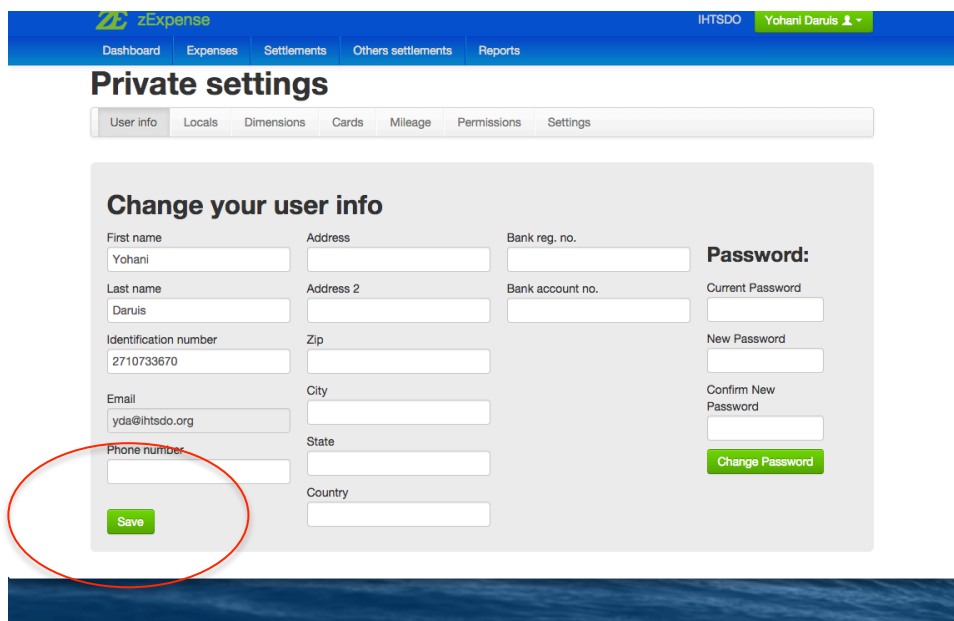 ZE zExpense
IHTSDO
Yohani Daruis
Dashboard Expenses Settlements Others settlements Reports
Private settings
User info Locals Dimensions Cards Mileage Permissions Settings
Change your user info
First name
Yohani
Last name
Daruis
Identification number
2710733670
Email
yda@ihtsdo.org
Phone number
Save
Address
Address 2
Zip
City
State
Country
Bank reg. no.
Bank account no.
Password:
Current Password
New Password
Confirm New
Password
Change Password